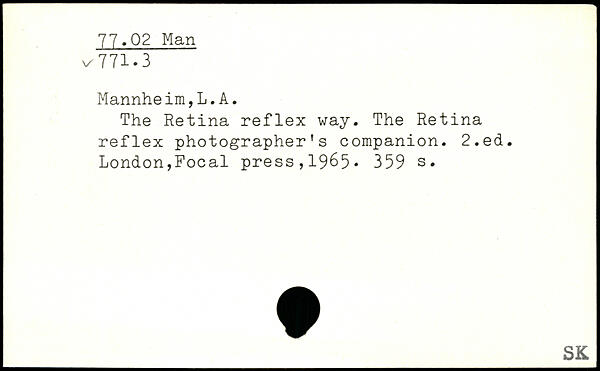 77.02 Man
✓771.3
Mannheim,L.A.
The Retina reflex way. The Retina
reflex photographer's companion. 2.ed.
London,Focal press,1965. 359 s.
SK